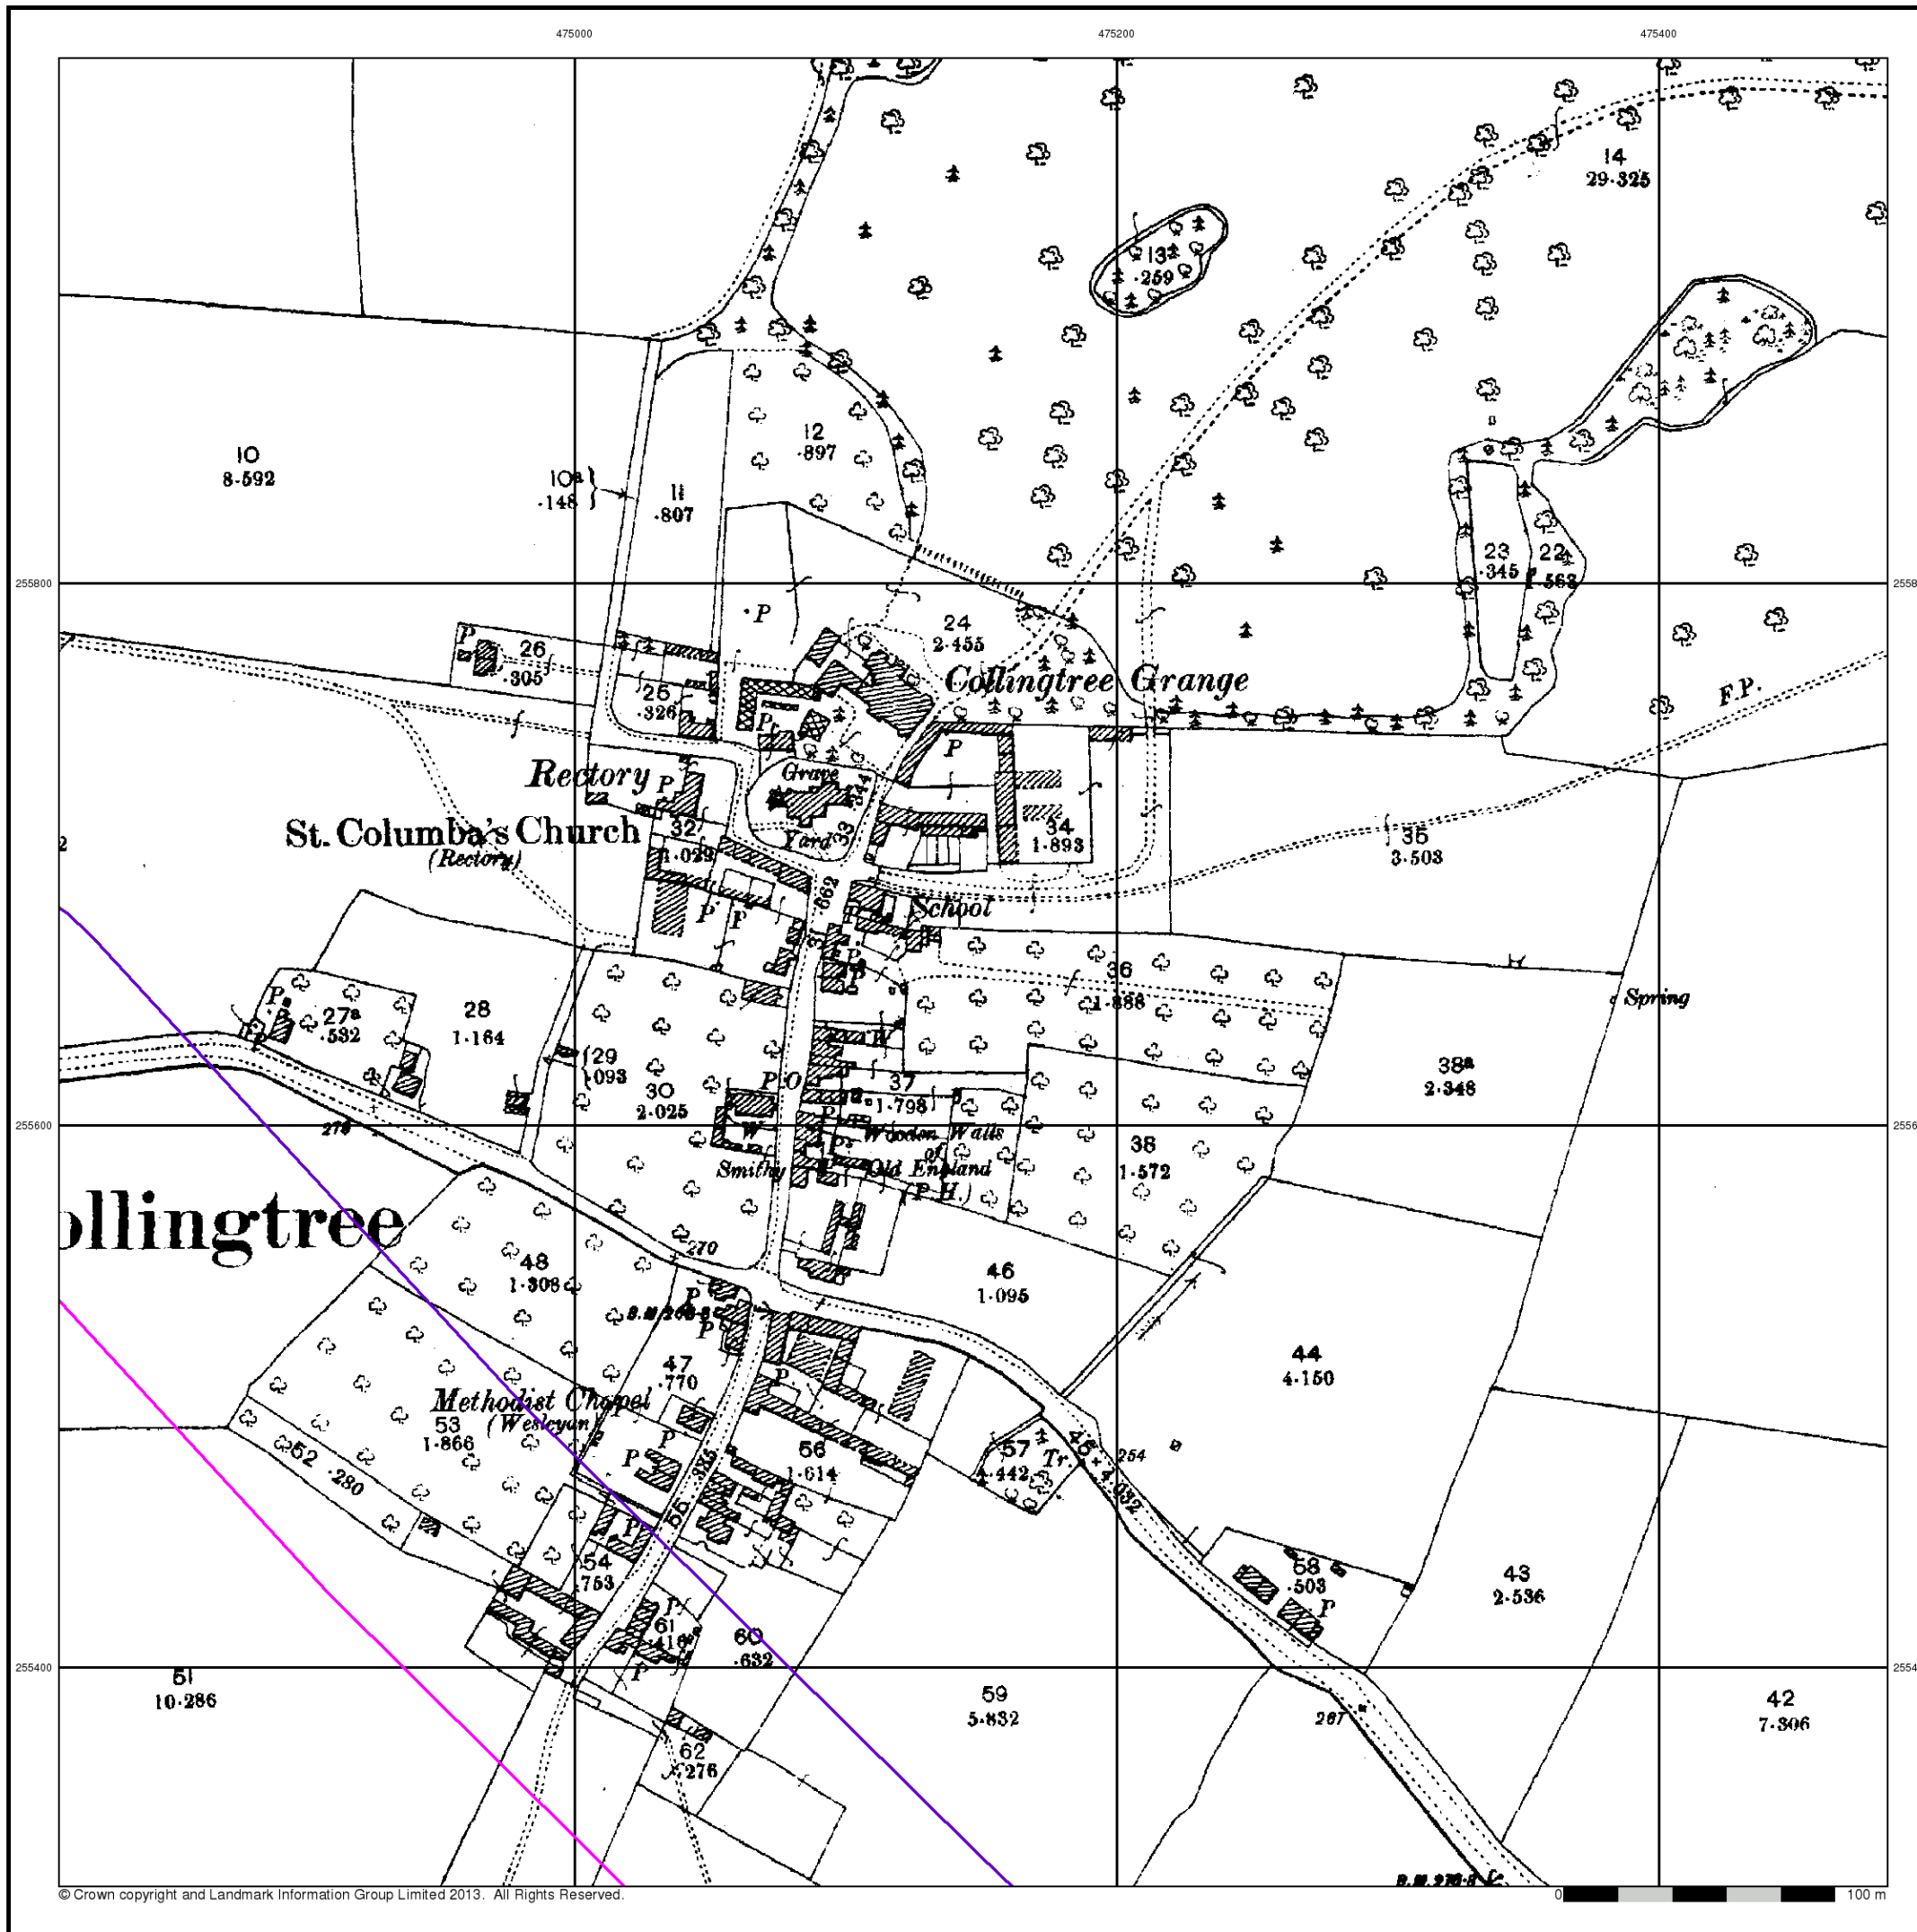 475000
475200
475400
14
29·325
13
·259
12
·897
10
8·592
10a
·148
11
·807
23
·345
22
255800
P
24
2·455
26
·305
P
25
·326
Collingtree Grange
F.P.
P
P
Rectory
P
Grave
Yard
33
St. Columba's Church
(Rectory)
32
1·029
34
1·893
35
3·503
·662
31
School
P
P
P
P
P
36
1·888
Spring
P
27a
·532
P
28
1·164
29
·093
30
2·025
W
P.O
37
1·798
38a
2·348
255600
P
P
W
Smithy
Wooden Walls
of
Old England
(P.H.)
38
1·572
ollingtree
270
48
1·308
46
1·095
P
P
44
4·150
47
·770
P
Methodist Chapel
(Wesleyan)
53
1·866
52 ·280
P
56
1·614
57
·442
Tr.
254
55
P
54
·753
58
·503
P
43
2·536
P
61
P
60
·632
255400
51
10·286
59
5·832
267
42
7·306
62
·276
© Crown copyright and Landmark Information Group Limited 2013. All Rights Reserved.
0
100 m